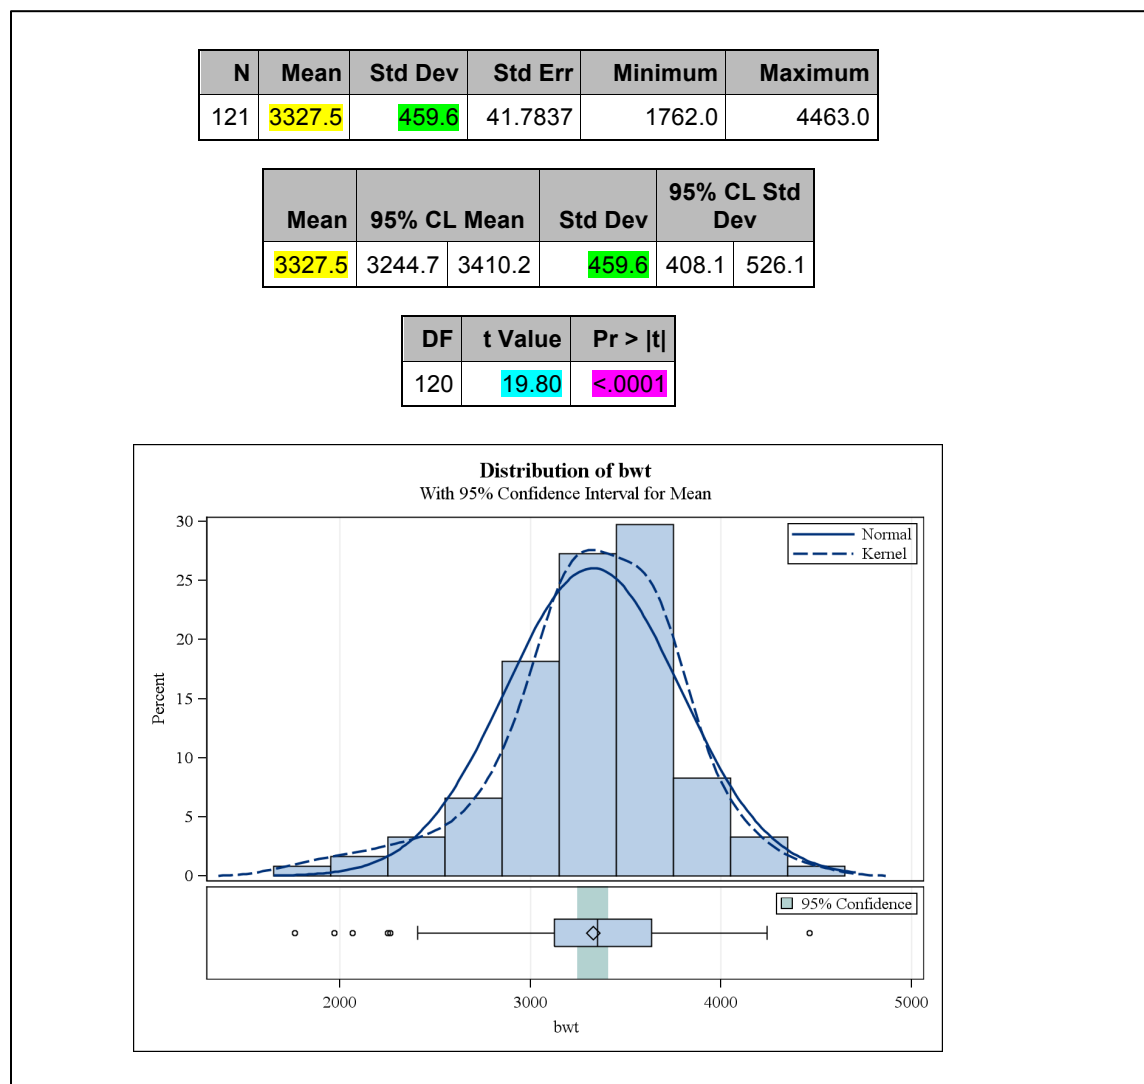 N Mean Std Dev Std Err Minimum Maximum
121 3327.5 459.6 41.7837 1762.0 4463.0
Mean 95% CL Mean Std Dev 95% CL Std Dev
3327.5 3244.7 3410.2 459.6 408.1 526.1
DF t Value Pr > |t|
120 19.80 <.0001
Distribution of bwt
With 95% Confidence Interval for Mean
Normal
Kernel
30
25
20
15
10
5
0
Percent
95% Confidence
2000 3000 4000 5000
bwt